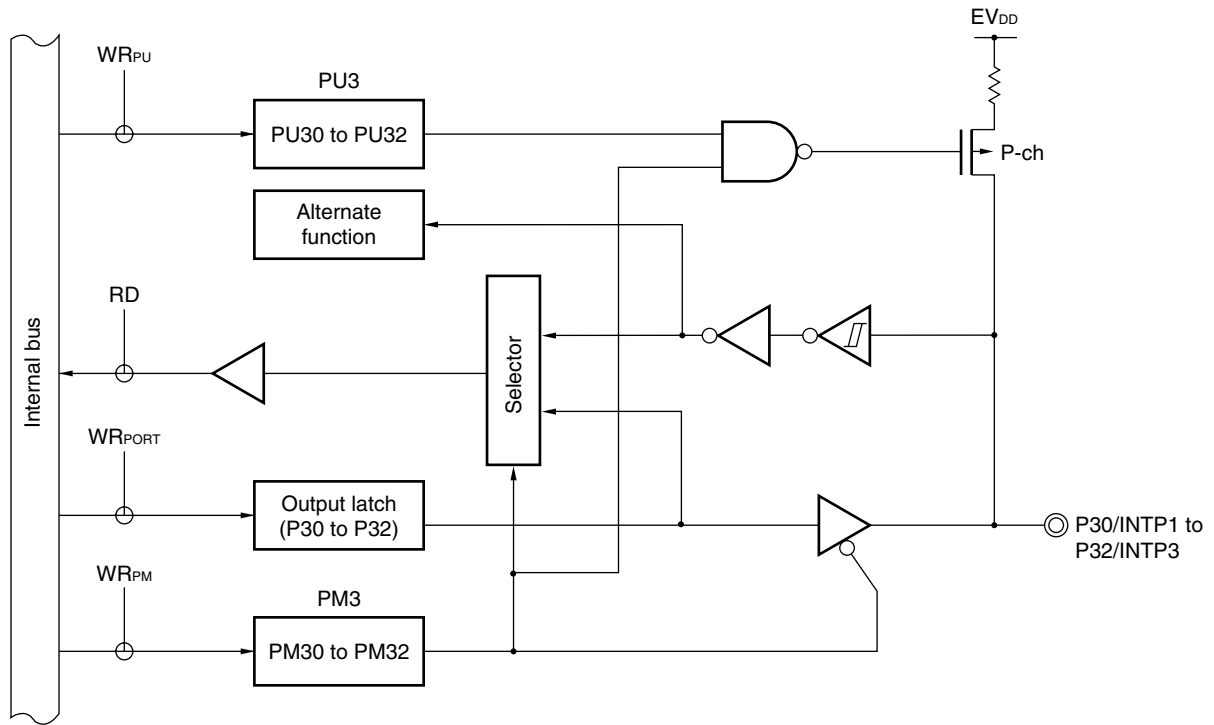 EVDD
WRPU
PU3
PU30 to PU32
P-ch
Alternate
function
RD
Selector
Internal bus
WRPORT
Output latch
(P30 to P32)
P30/INTP1 to
P32/INTP3
WRPM
PM3
PM30 to PM32